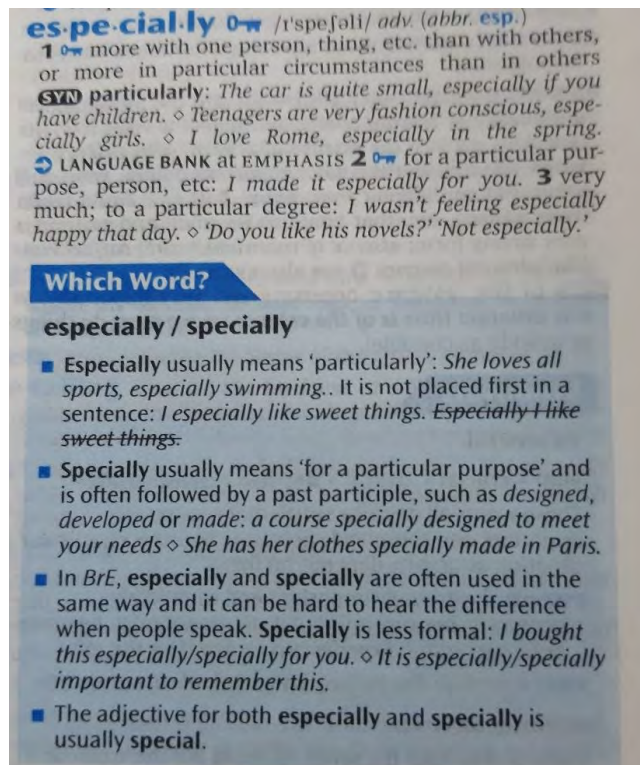 es·pe·cial·ly /ɪˈspeʃəli/ adv. (abbr. esp.)
1 more with one person, thing, etc. than with others,
or more in particular circumstances than in others
SYN particularly: The car is quite small, especially if you
have children. ◇ Teenagers are very fashion conscious, espe-
cially girls. ◇ I love Rome, especially in the spring.
➲ LANGUAGE BANK at EMPHASIS 2 for a particular pur-
pose, person, etc: I made it especially for you. 3 very
much; to a particular degree: I wasn't feeling especially
happy that day. ◇ 'Do you like his novels?' 'Not especially.'
Which Word?
especially / specially
■ Especially usually means 'particularly': She loves all
sports, especially swimming.. It is not placed first in a
sentence: I especially like sweet things. Especially I like
sweet things.
■ Specially usually means 'for a particular purpose' and
is often followed by a past participle, such as designed,
developed or made: a course specially designed to meet
your needs ◇ She has her clothes specially made in Paris.
■ In BrE, especially and specially are often used in the
same way and it can be hard to hear the difference
when people speak. Specially is less formal: I bought
this especially/specially for you. ◇ It is especially/specially
important to remember this.
■ The adjective for both especially and specially is
usually special.